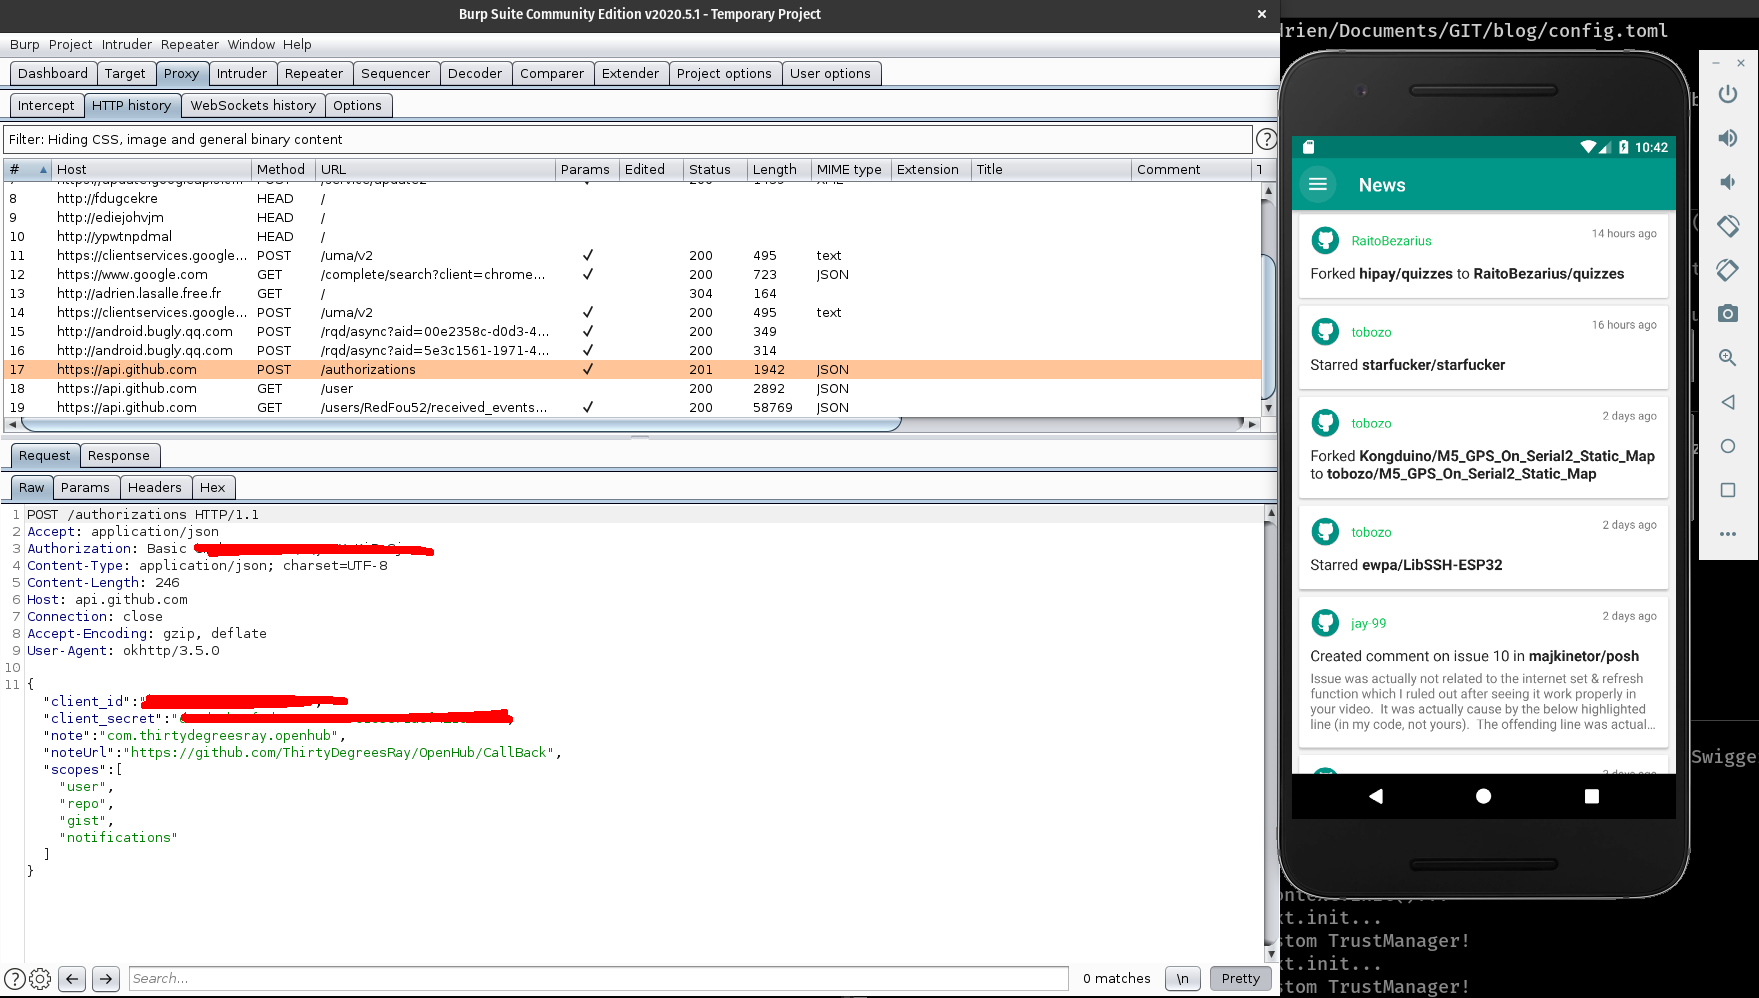 Burp Suite Community Edition v2020.5.1 - Temporary Project
Burp Project Intruder Repeater Window Help
Dashboard Target Proxy Intruder Repeater Sequencer Decoder Comparer Extender Project options User options
Intercept HTTP history WebSockets history Options
Filter: Hiding CSS, image and general binary content
# Host Method URL Params Edited Status Length MIME type Extension Title Comment
8 http://fdugcekre HEAD /
9 http://ediejohvjm HEAD /
10 http://ypwtnpdmal HEAD /
11 https://clientservices.google... POST /uma/v2 ✓ 200 495 text
12 https://www.google.com GET /complete/search?client=chrome... ✓ 200 723 JSON
13 http://adrien.lasalle.free.fr GET / 304 164
14 https://clientservices.google... POST /uma/v2 ✓ 200 495 text
15 http://android.bugly.qq.com POST /rqd/async?aid=00e2358c-d0d3-4... ✓ 200 349
16 http://android.bugly.qq.com POST /rqd/async?aid=5e3c1561-1971-4... ✓ 200 314
17 https://api.github.com POST /authorizations ✓ 201 1942 JSON
18 https://api.github.com GET /user 200 2892 JSON
19 https://api.github.com GET /users/RedFou52/received_events... ✓ 200 58769 JSON
Request Response
Raw Params Headers Hex
1 POST /authorizations HTTP/1.1
2 Accept: application/json
3 Authorization: Basic
4 Content-Type: application/json; charset=UTF-8
5 Content-Length: 246
6 Host: api.github.com
7 Connection: close
8 Accept-Encoding: gzip, deflate
9 User-Agent: okhttp/3.5.0
10
11 {
"client_id":"
"client_secret":"
"note":"com.thirtydegreesray.openhub",
"noteUrl":"https://github.com/ThirtyDegreesRay/OpenHub/CallBack",
"scopes":[
"user",
"repo",
"gist",
"notifications"
]
}
Search... 0 matches \n Pretty
rien/Documents/GIT/blog/config.toml
10:42
News
RaitoBezarius 14 hours ago
Forked hipay/quizzes to RaitoBezarius/quizzes
tobozo 16 hours ago
Starred starfucker/starfucker
tobozo 2 days ago
Forked Kongduino/M5_GPS_On_Serial2_Static_Map
to tobozo/M5_GPS_On_Serial2_Static_Map
tobozo 2 days ago
Starred ewpa/LibSSH-ESP32
jay-99 2 days ago
Created comment on issue 10 in majkinetor/posh
Issue was actually not related to the internet set & refresh
function which I ruled out after seeing it work properly in
your video. It was actually cause by the below highlighted
line (in my code, not yours). The offending line was actual...
Swigge
xt.init...
stom TrustManager!
xt.init...
stom TrustManager!